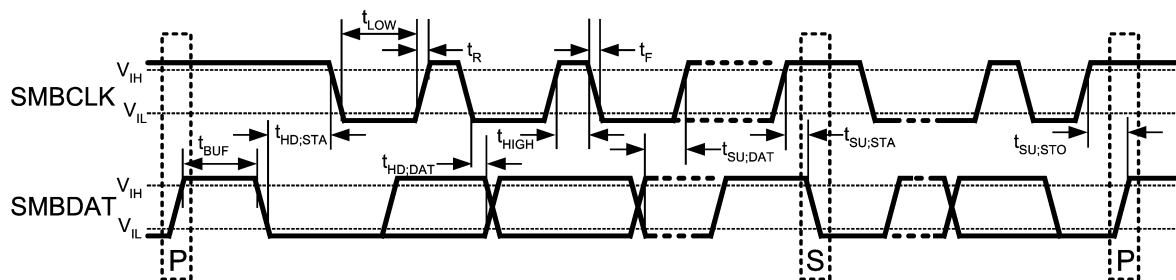 tLOW
tR
tF
VIH
SMBCLK
VIL
tHD;STA
tBUF
tHIGH
tHD;DAT
tSU;DAT
tSU;STA
tSU;STO
VIH
SMBDAT
VIL
P
S
P